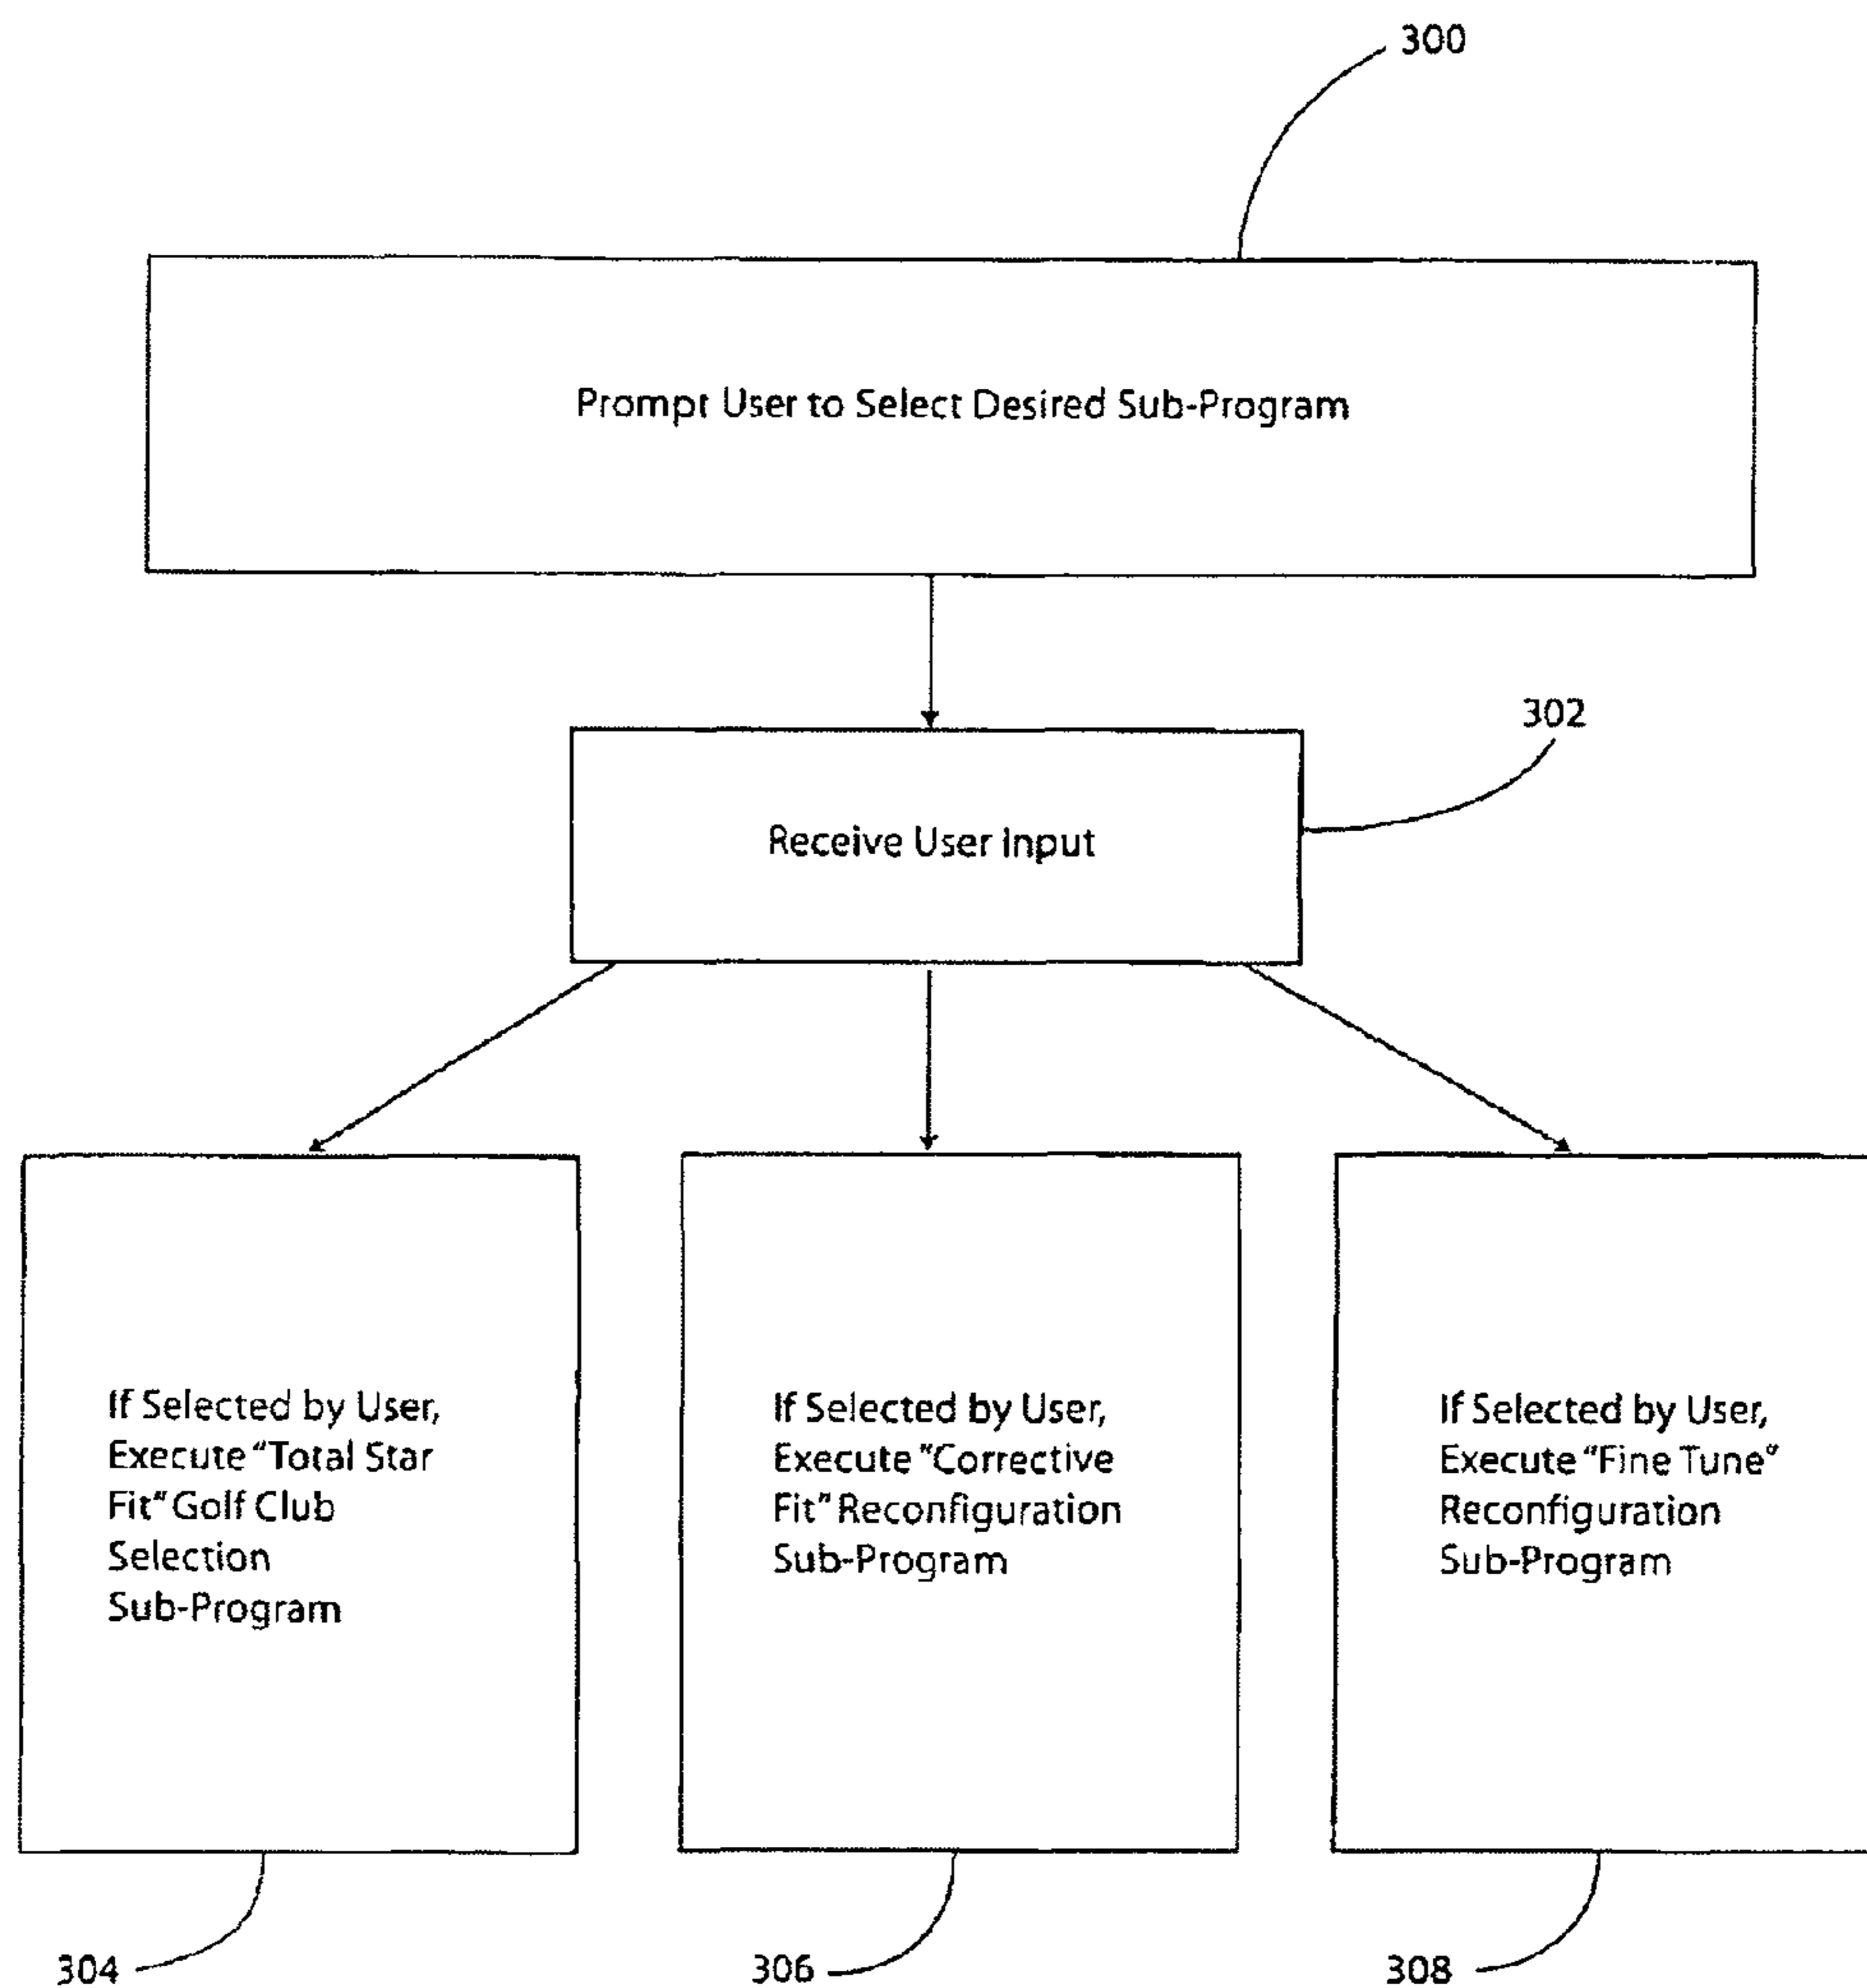 300
Prompt User to Select Desired Sub-Program
302
Receive User Input
If Selected by User,
Execute "Total Star
Fit" Golf Club
Selection
Sub-Program
If Selected by User,
Execute "Corrective
Fit" Reconfiguration
Sub-Program
If Selected by User,
Execute "Fine Tune"
Reconfiguration
Sub-Program
304
306
308